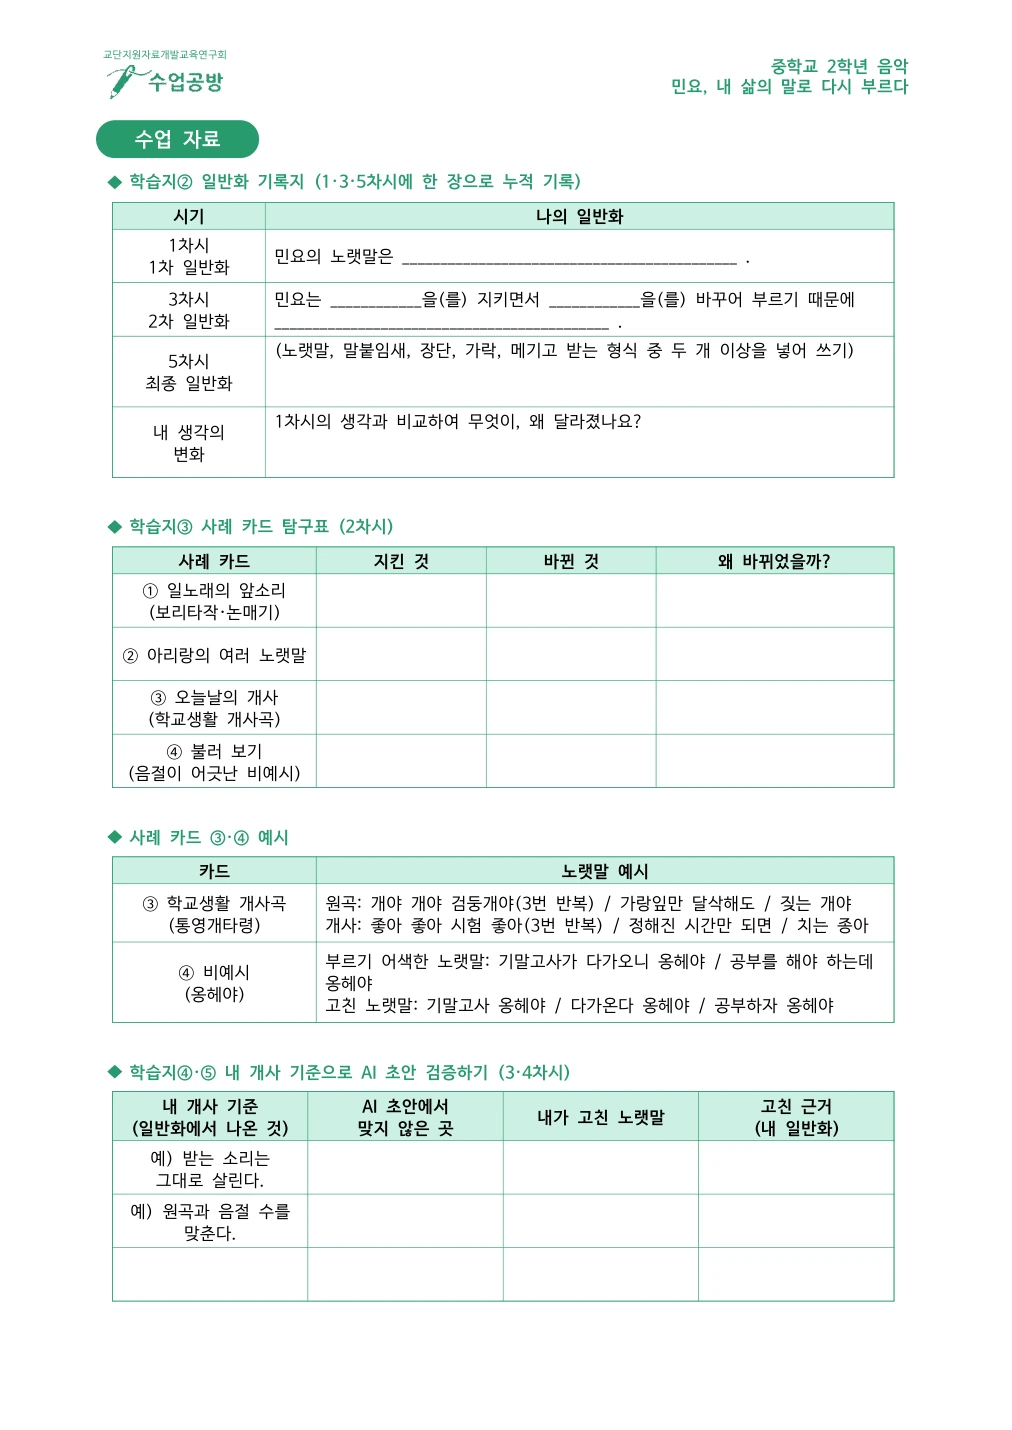 교단지원자료개발교육연구회
수업공방
중학교 2학년 음악
민요, 내 삶의 말로 다시 부르다
수업 자료
◆ 학습지② 일반화 기록지 (1·3·5차시에 한 장으로 누적 기록)
시기 나의 일반화
1차시
1차 일반화
민요의 노랫말은 ____________________________________________ .
3차시
2차 일반화
민요는 ____________을(를) 지키면서 ____________을(를) 바꾸어 부르기 때문에
____________________________________________ .
5차시
최종 일반화
(노랫말, 말붙임새, 장단, 가락, 메기고 받는 형식 중 두 개 이상을 넣어 쓰기)
내 생각의
변화
1차시의 생각과 비교하여 무엇이, 왜 달라졌나요?
◆ 학습지③ 사례 카드 탐구표 (2차시)
사례 카드 지킨 것 바뀐 것 왜 바뀌었을까?
① 일노래의 앞소리
(보리타작·논매기)
② 아리랑의 여러 노랫말
③ 오늘날의 개사
(학교생활 개사곡)
④ 불러 보기
(음절이 어긋난 비예시)
◆ 사례 카드 ③·④ 예시
카드 노랫말 예시
③ 학교생활 개사곡
(통영개타령)
원곡: 개야 개야 검둥개야(3번 반복) / 가랑잎만 달삭해도 / 짖는 개야
개사: 좋아 좋아 시험 좋아(3번 반복) / 정해진 시간만 되면 / 치는 종아
④ 비예시
(옹헤야)
부르기 어색한 노랫말: 기말고사가 다가오니 옹헤야 / 공부를 해야 하는데
옹헤야
고친 노랫말: 기말고사 옹헤야 / 다가온다 옹헤야 / 공부하자 옹헤야
◆ 학습지④·⑤ 내 개사 기준으로 AI 초안 검증하기 (3·4차시)
내 개사 기준
(일반화에서 나온 것)
AI 초안에서
맞지 않은 곳
내가 고친 노랫말
고친 근거
(내 일반화)
예) 받는 소리는
그대로 살린다.
예) 원곡과 음절 수를
맞춘다.